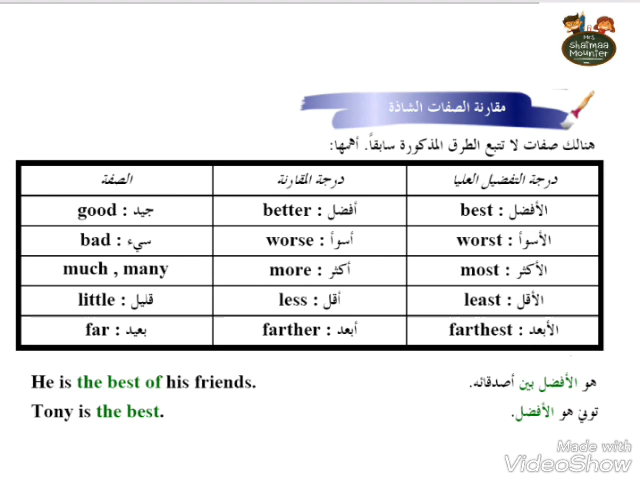 Mrs
Shaimaa
Mounier
مقارنة الصفات الشاذة
هنالك صفات لا تتبع الطرق المذكورة سابقاً. أهمها:
الصفة درجة المقارنة درجة التفضيل العليا
good : جيد better : أفضل best : الأفضل
bad : سيء worse : أسوأ worst : الأسوأ
much , many more : أكثر most : الأكثر
little : قليل less : أقل least : الأقل
far : بعيد farther : أبعد farthest : الأبعد
He is the best of his friends. هو الأفضل بين أصدقائه.
Tony is the best. توني هو الأفضل.
Made with
VideoShow